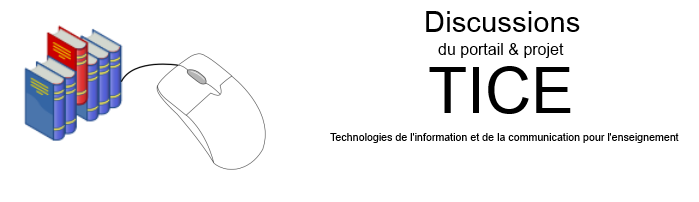 Discussions
du portail & projet
TICE
Technologies de l'information et de la communication pour l'enseignement